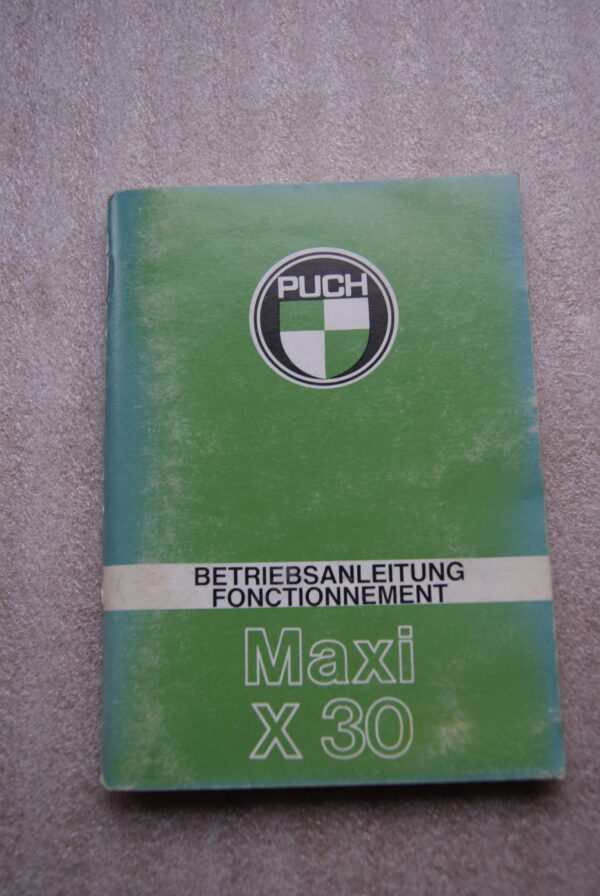 PUCH
BETRIEBSANLEITUNG
FONCTIONNEMENT
Maxi
X 30